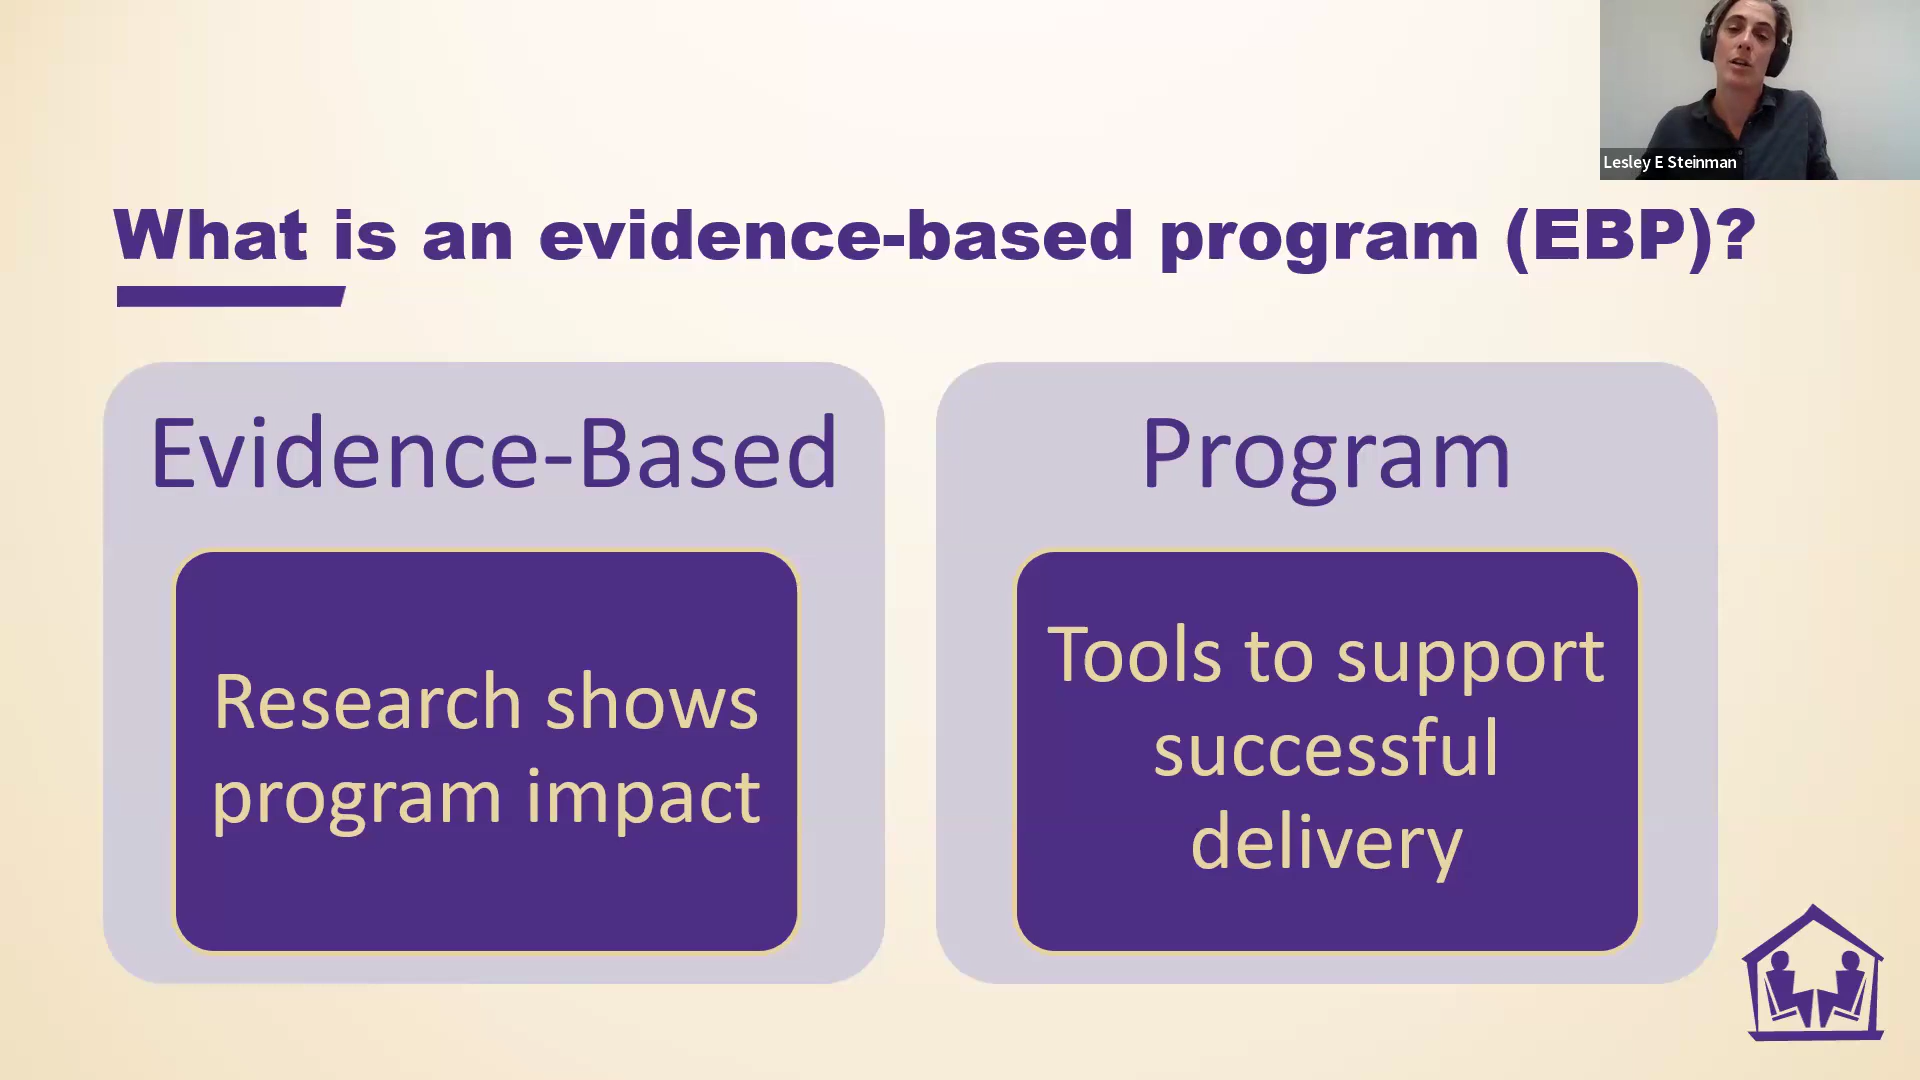 Lesley E Steinman
What is an evidence-based program (EBP)?
Evidence-Based
Research shows
program impact
Program
Tools to support
successful
delivery